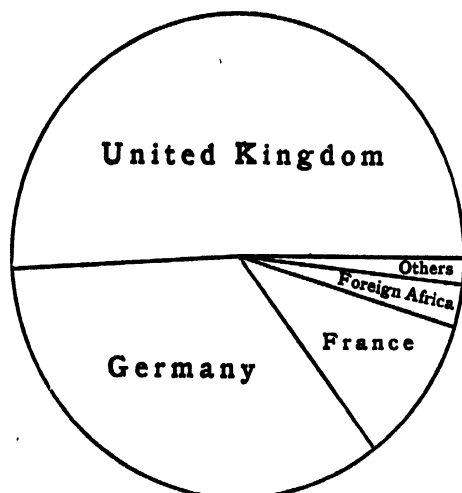 United Kingdom
Others
Foreign Africa
France
Germany